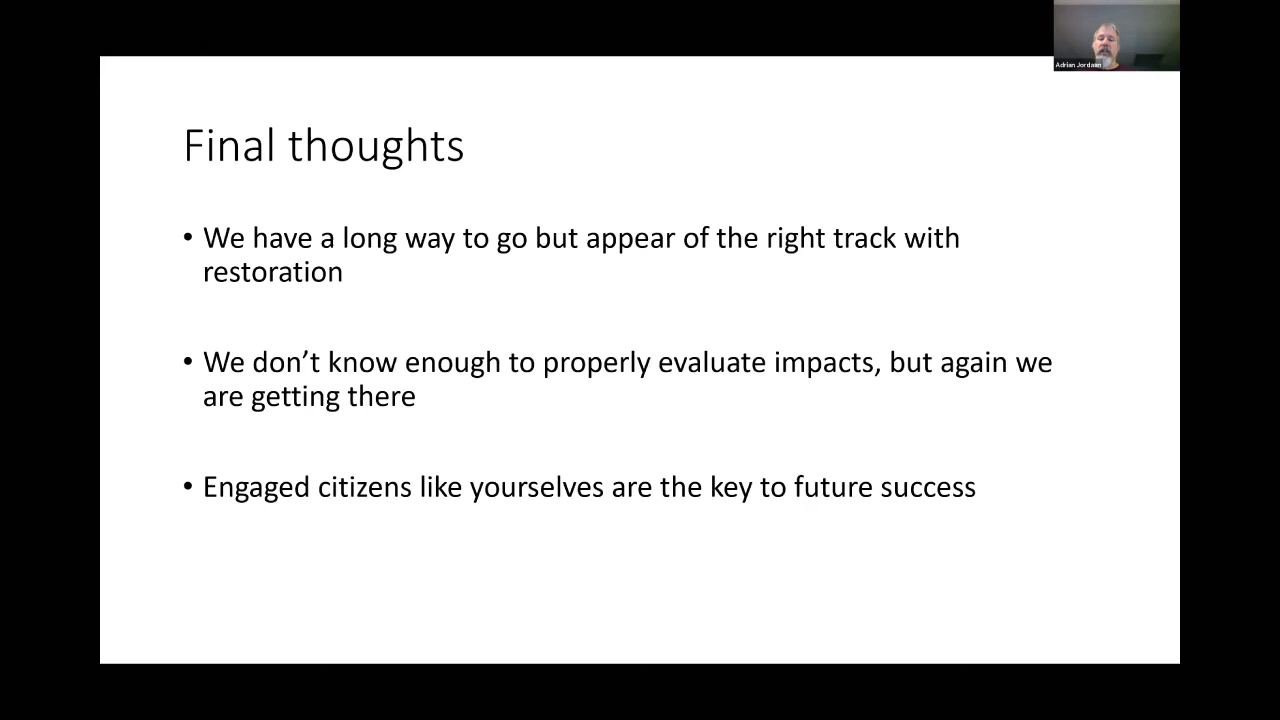 Adrian Jordaan
Final thoughts
• We have a long way to go but appear of the right track with
restoration
• We don’t know enough to properly evaluate impacts, but again we
are getting there
• Engaged citizens like yourselves are the key to future success